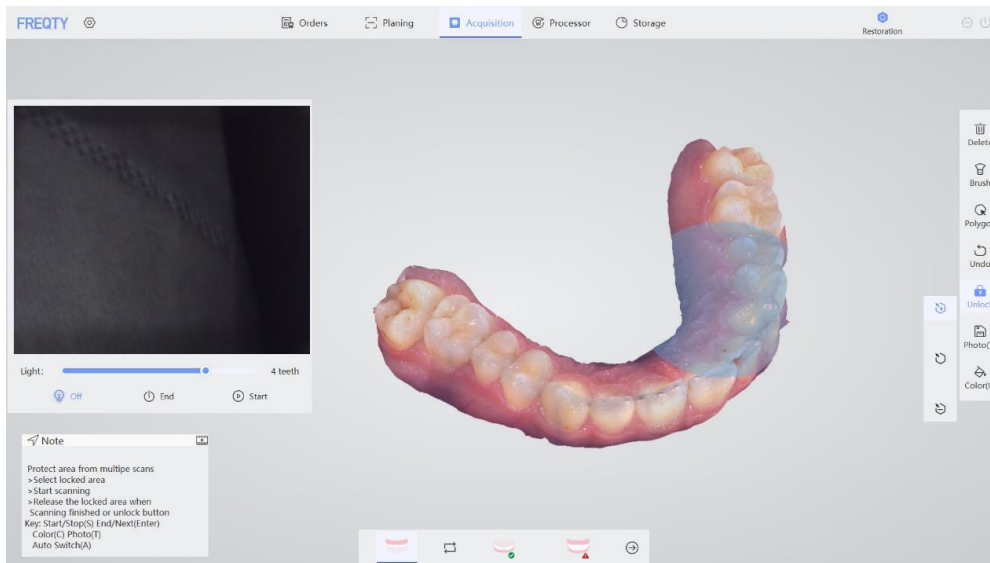 FREQTY
Orders
Planing
Acquisition
Processor
Storage
Restoration
Light:
4 teeth
Off
End
Start
Note
Protect area from multipe scans
>Select locked area
>Start scanning
>Release the locked area when
Scanning finished or unlock button
Key: Start/Stop(S) End/Next(Enter)
Color(C) Photo(T)
Auto Switch(A)
Delete
Brush
Polygo
Undo
Unlock
Photo(
Color(C